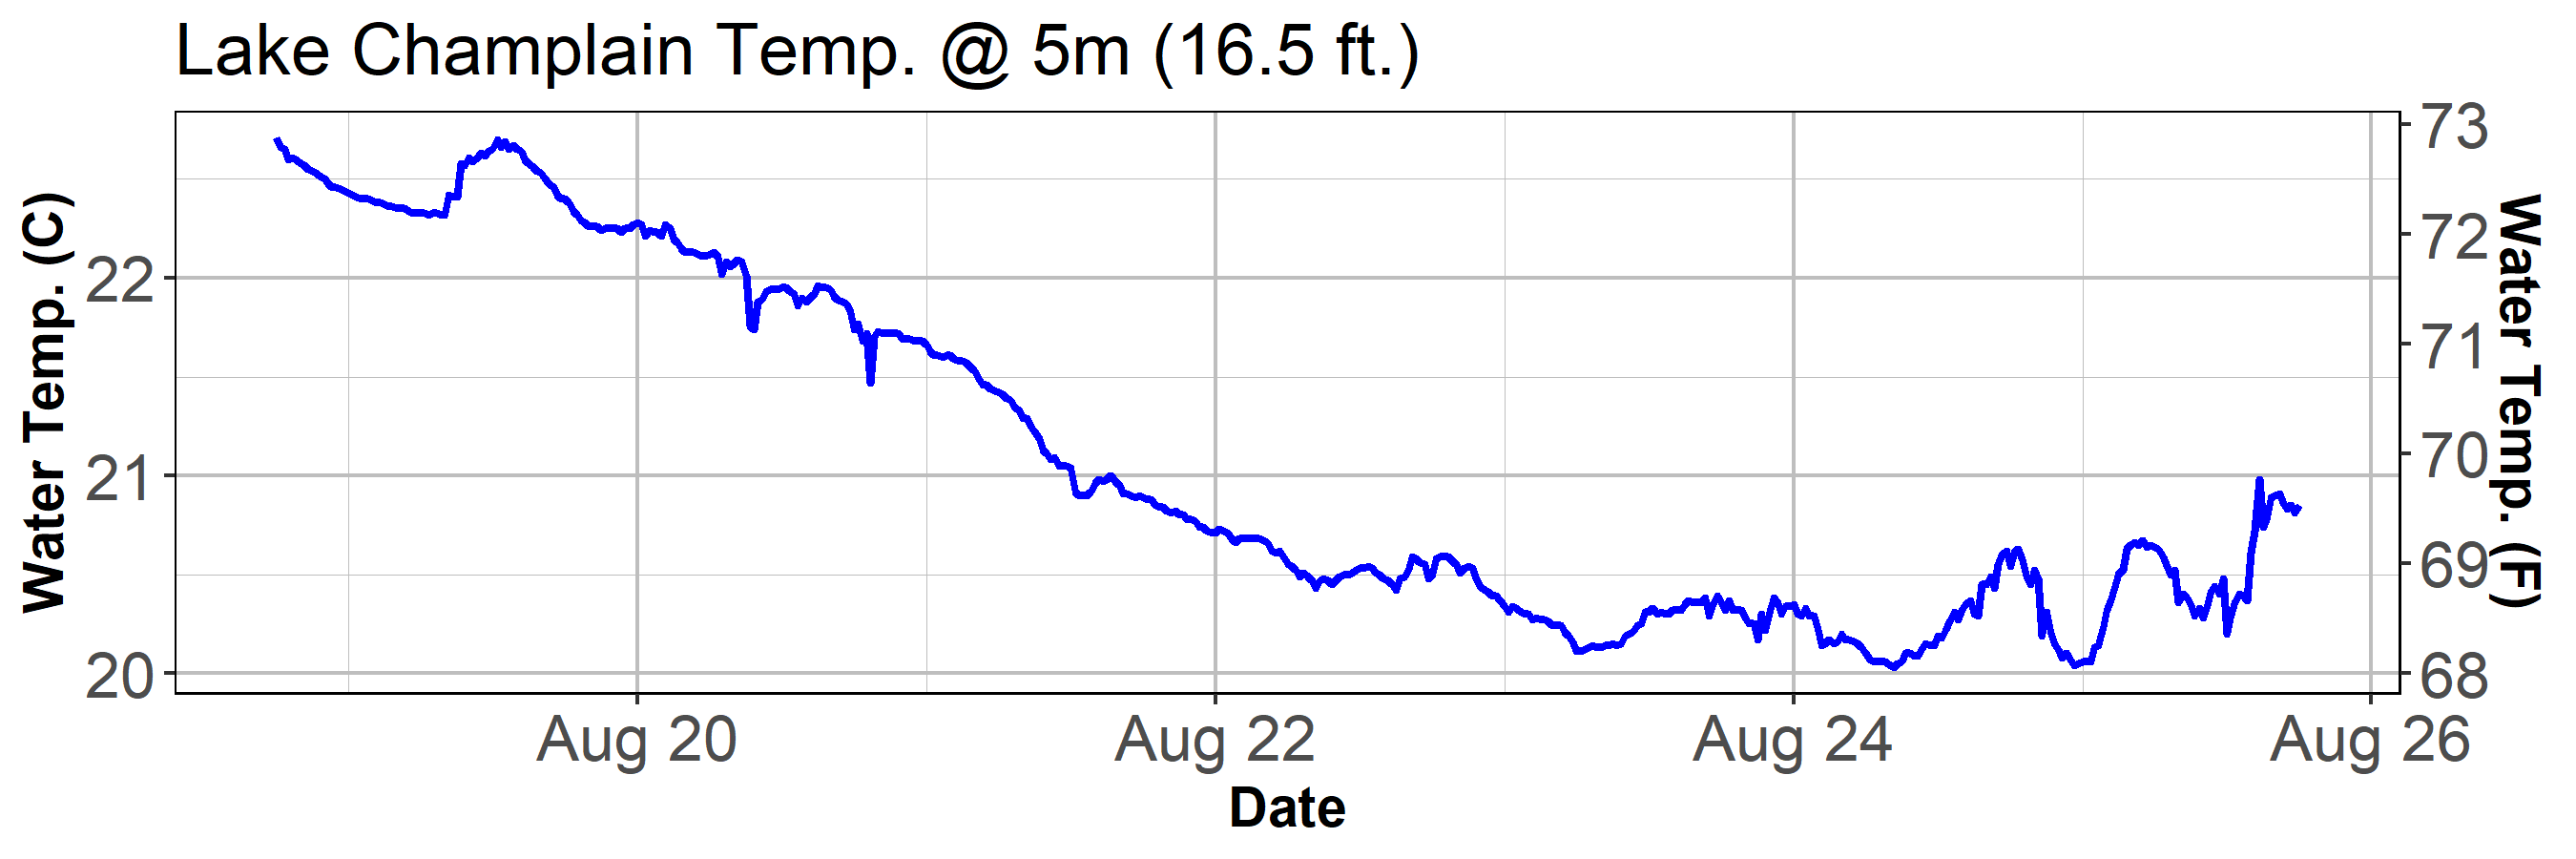 Lake Champlain Temp. @ 5m (16.5 ft.)
Water Temp. (C)
22
21
20
73
72
71
70
69
68
Water Temp. (F)
Aug 20
Aug 22
Aug 24
Aug 26
Date